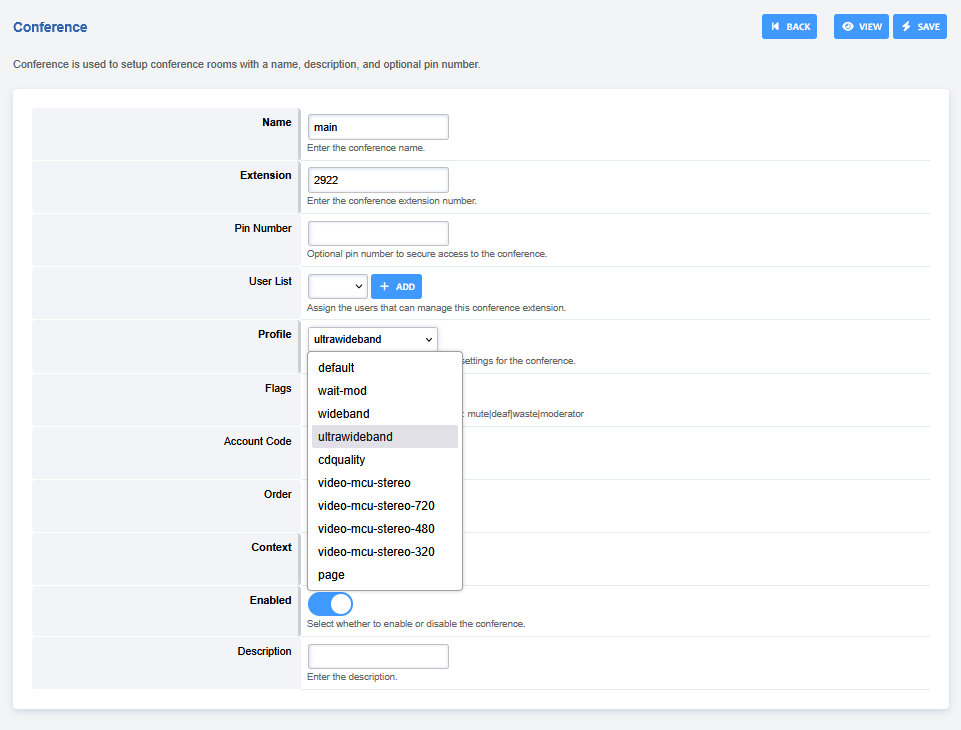 Conference
BACK
VIEW
SAVE
Conference is used to setup conference rooms with a name, description, and optional pin number.
Name
main
Enter the conference name.
Extension
2922
Enter the conference extension number.
Pin Number
Optional pin number to secure access to the conference.
User List
ADD
Assign the users that can manage this conference extension.
Profile
ultrawideband
settings for the conference.
default
Flags
wait-mod
wideband
: mute|deaf|waste|moderator
ultrawideband
Account Code
cdquality
video-mcu-stereo
Order
video-mcu-stereo-720
video-mcu-stereo-480
Context
video-mcu-stereo-320
page
Enabled
Select whether to enable or disable the conference.
Description
Enter the description.